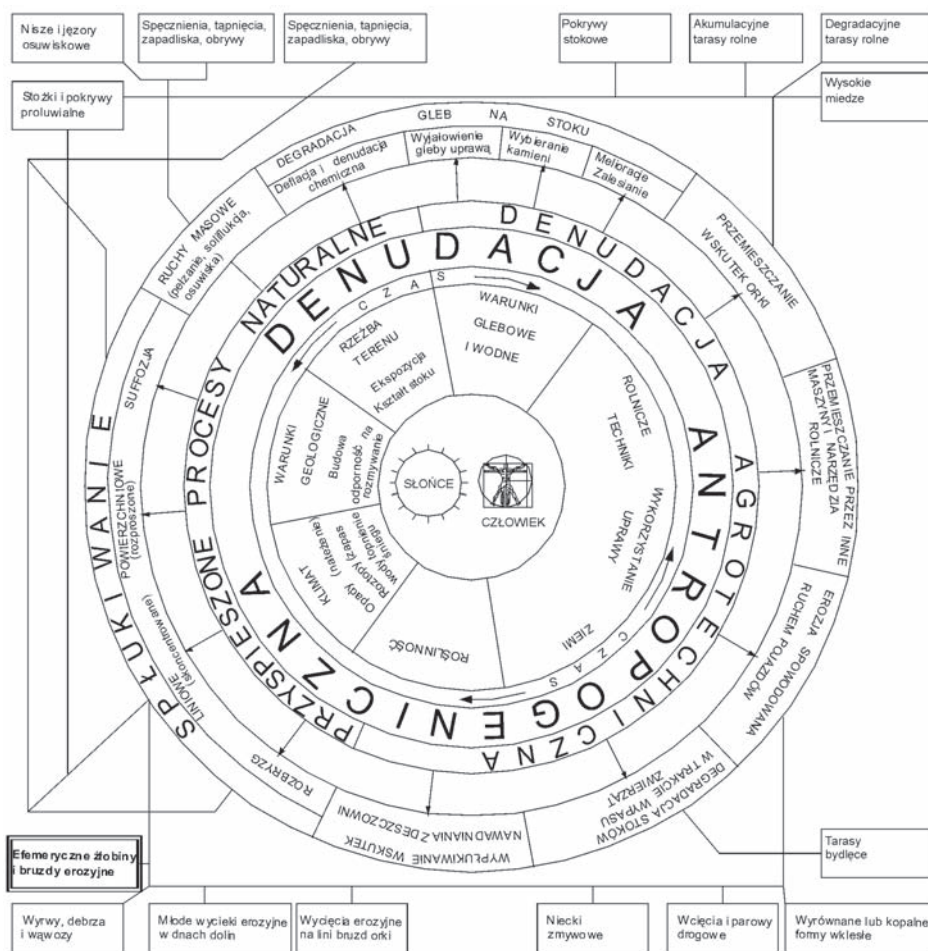 Nisze i jęzory
osuwiskowe
Spęcznienia, tąpnięcia,
zapadliska, obrywy
Spęcznienia, tąpnięcia,
zapadliska, obrywy
Pokrywy
stokowe
Akumulacyjne
tarasy rolne
Degradacyjne
tarasy rolne
Stożki i pokrywy
proluwialne
Wysokie
miedze
DEGRADACJA GLEB NA STOKU
Deflacja i denudacja
chemiczna
Wyjałowienie
gleby uprawą
Wybieranie
kamieni
Melioracje
Zalesianie
PRZEMIESZCZANIE
WSKUTEK ORKI
PRZEMIESZCZANIE PRZEZ INNE
MASZYNY I NARZĘDZIA
ROLNICZE
EROZJA SPOWODOWANA
RUCHEM POJAZDÓW
DEGRADACJA STOKÓW
W TRAKCIE WYPASU
ZWIERZĄT
WYPŁUKIWANIE WSKUTEK
NAWADNIANIA Z DESZCZOWNI
ROZBRYZG
SPŁUKIWANIE
LINIOWE
(skoncentrowane)
POWIERZCHNIOWE
(rozproszone)
SUFFOZJA
RUCHY MASOWE
(pełzanie, soliflukcja,
osuwiska)
PRZYSPIESZONE PROCESY NATURALNE
DENUDACJA AGROTECHNICZNA
DENUDACJA ANTROPOGENICZNA
CZAS
CZAS
WARUNKI
GLEBOWE
I WODNE
RZEŹBA
TERENU
Ekspozycja
Kształt stoku
WARUNKI
GEOLOGICZNE
Budowa
odporność na
rozmywanie
KLIMAT
Opady (natężenie)
Roztopy (zapas
wody topnienie
śniegu
ROŚLINNOŚĆ
ROLNICZE
TECHNIKI
UPRAWY
WYKORZYSTANIE
ZIEMI
SŁOŃCE
CZŁOWIEK
Efemeryczne żłobiny
i bruzdy erozyjne
Tarasy
bydlęce
Wyrwy, debrza
i wąwozy
Młode wycieki erozyjne
w dnach dolin
Wycięcia erozyjne
na lini bruzd orki
Niecki
zmywowe
Wcięcia i parowy
drogowe
Wyrównane lub kopalne
formy wklęsłe